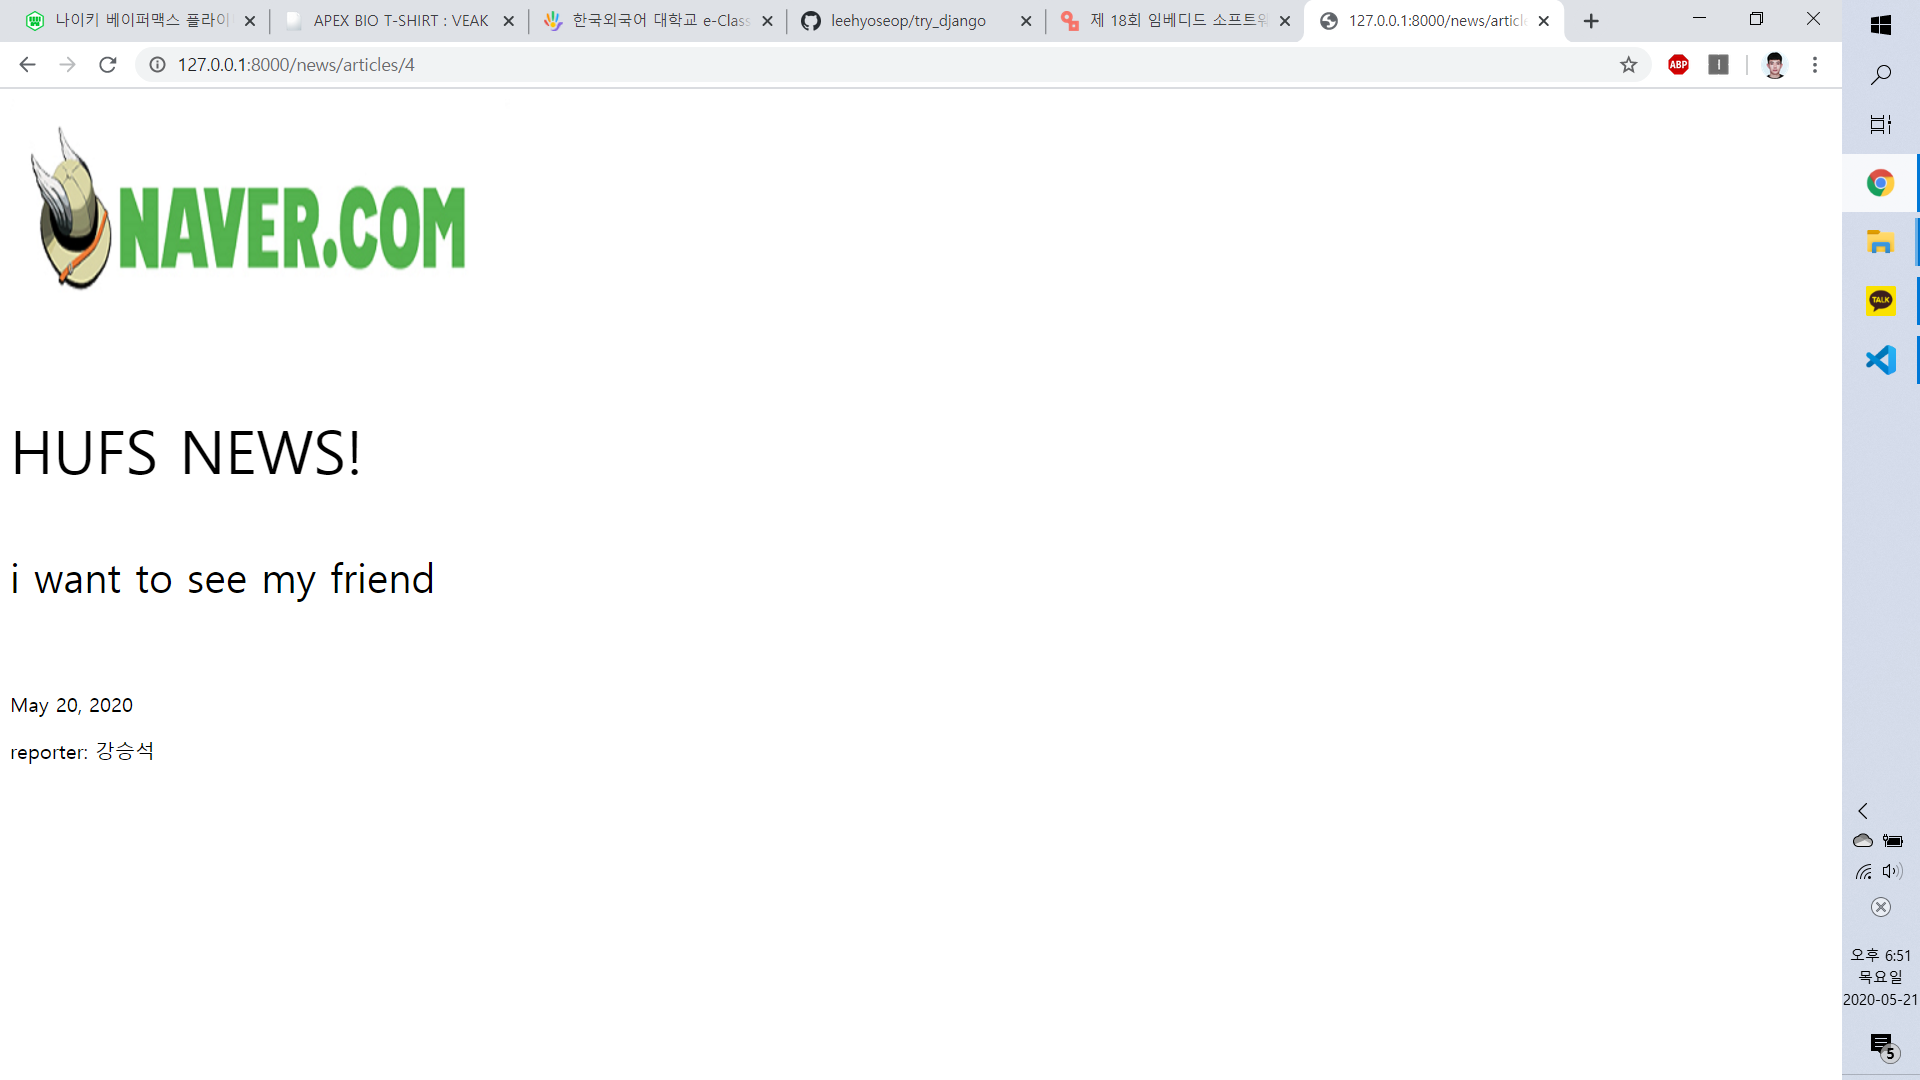 나이키 베이퍼맥스 플라이
APEX BIO T-SHIRT : VEAK
한국외국어 대학교 e-Class
leehyoseop/try_django
제 18회 임베디드 소프트웨
127.0.0.1:8000/news/article
127.0.0.1:8000/news/articles/4
ABP
NAVER.COM
HUFS NEWS!
i want to see my friend
May 20, 2020
reporter: 강승석
TALK
오후 6:51
목요일
2020-05-21
5